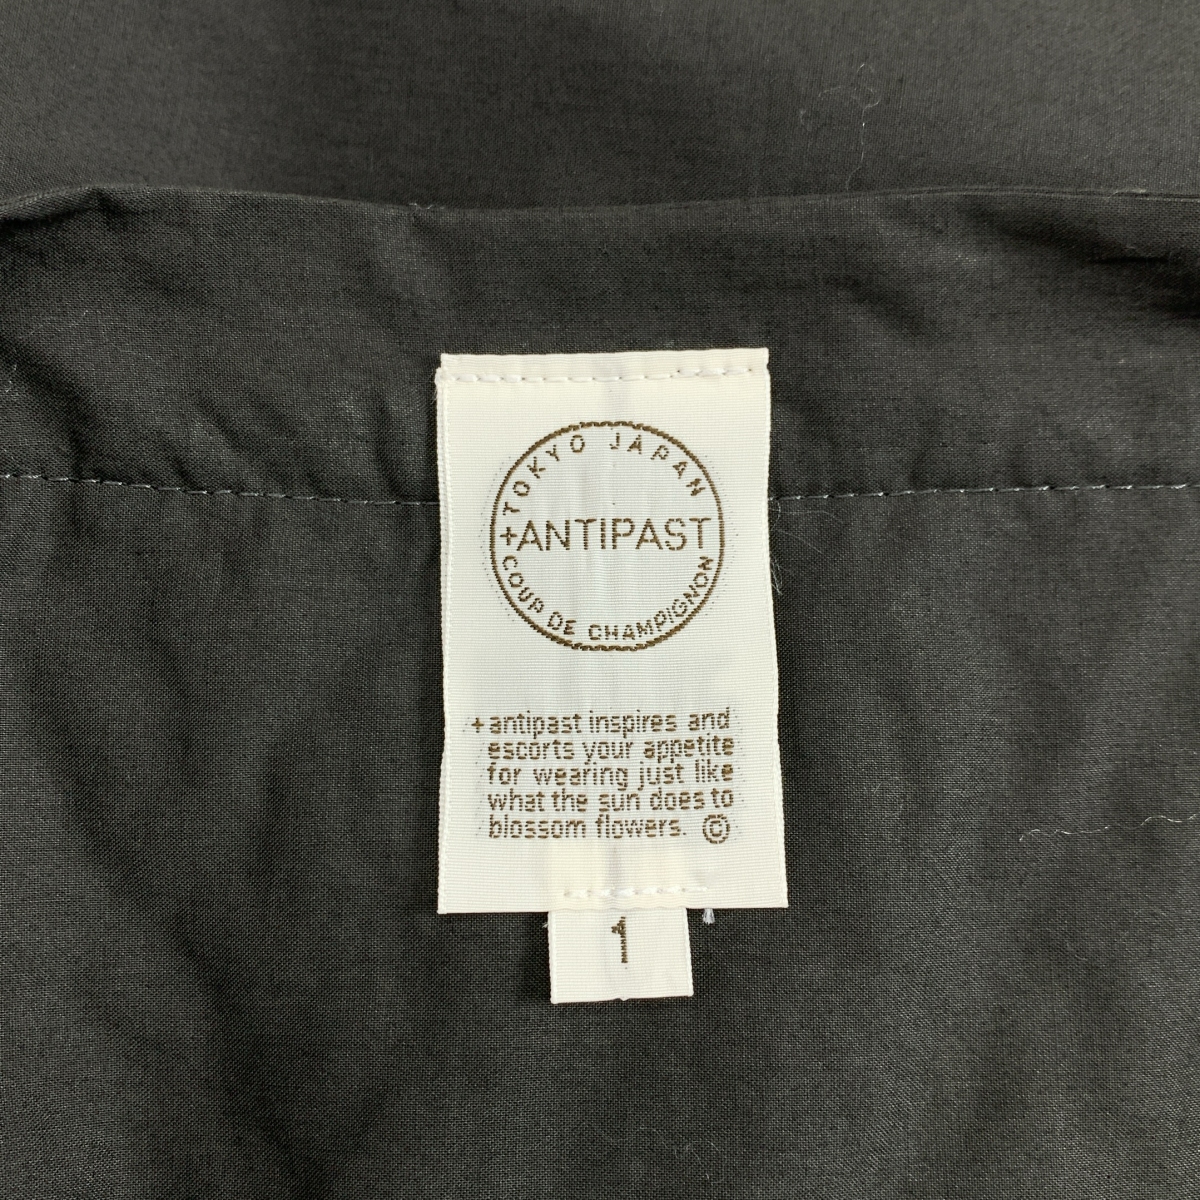 TOKYO JAPAN
+ANTIPAST
COUP DE CHAMPIGNON
+antipast inspires and
escorts your appetite
for wearing just like
what the sun does to
blossom flowers. ©
1